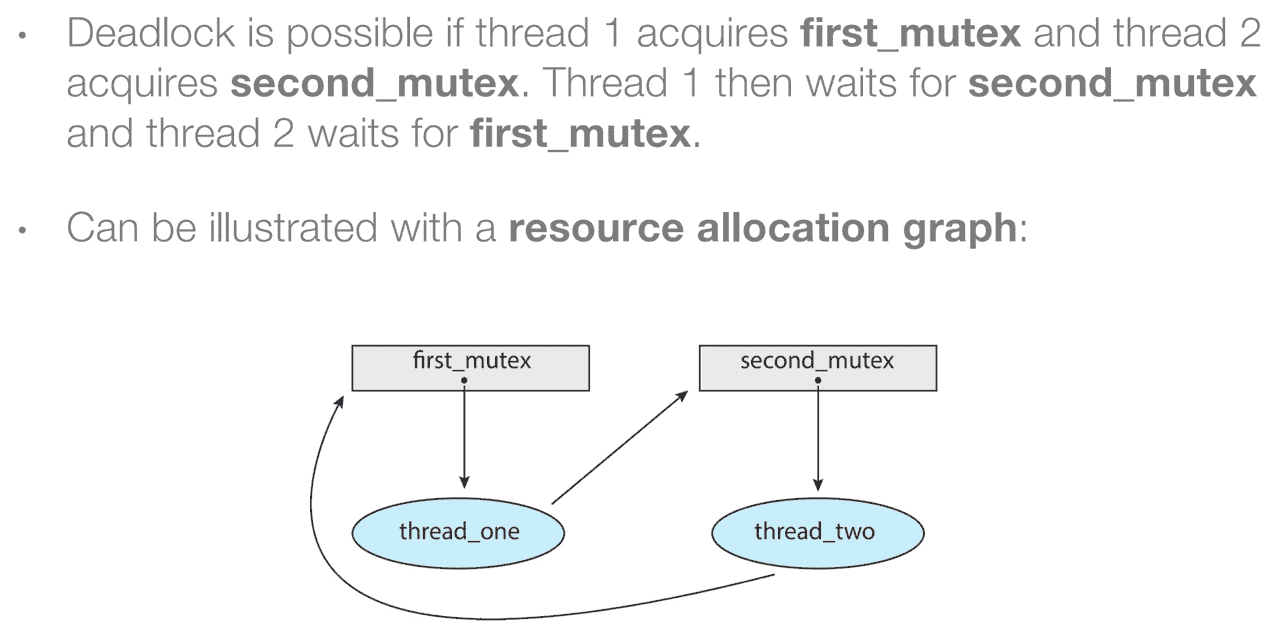 • Deadlock is possible if thread 1 acquires first_mutex and thread 2
acquires second_mutex. Thread 1 then waits for second_mutex
and thread 2 waits for first_mutex.
• Can be illustrated with a resource allocation graph:
first_mutex
second_mutex
thread_one
thread_two